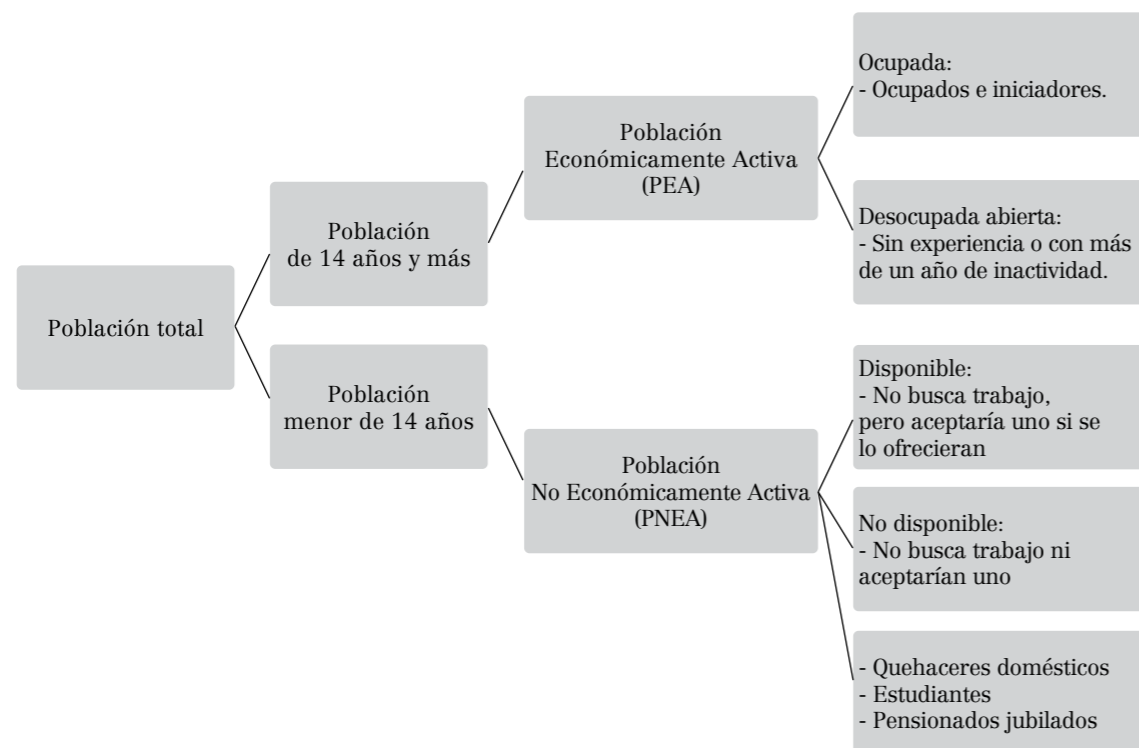 Población total
Población
de 14 años y más
Población
menor de 14 años
Población
Económicamente Activa
(PEA)
Población
No Económicamente Activa
(PNEA)
Ocupada:
- Ocupados e iniciadores.
Desocupada abierta:
- Sin experiencia o con más
de un año de inactividad.
Disponible:
- No busca trabajo,
pero aceptaría uno si se
lo ofrecieran
No disponible:
- No busca trabajo ni
aceptarían uno
- Quehaceres domésticos
- Estudiantes
- Pensionados jubilados